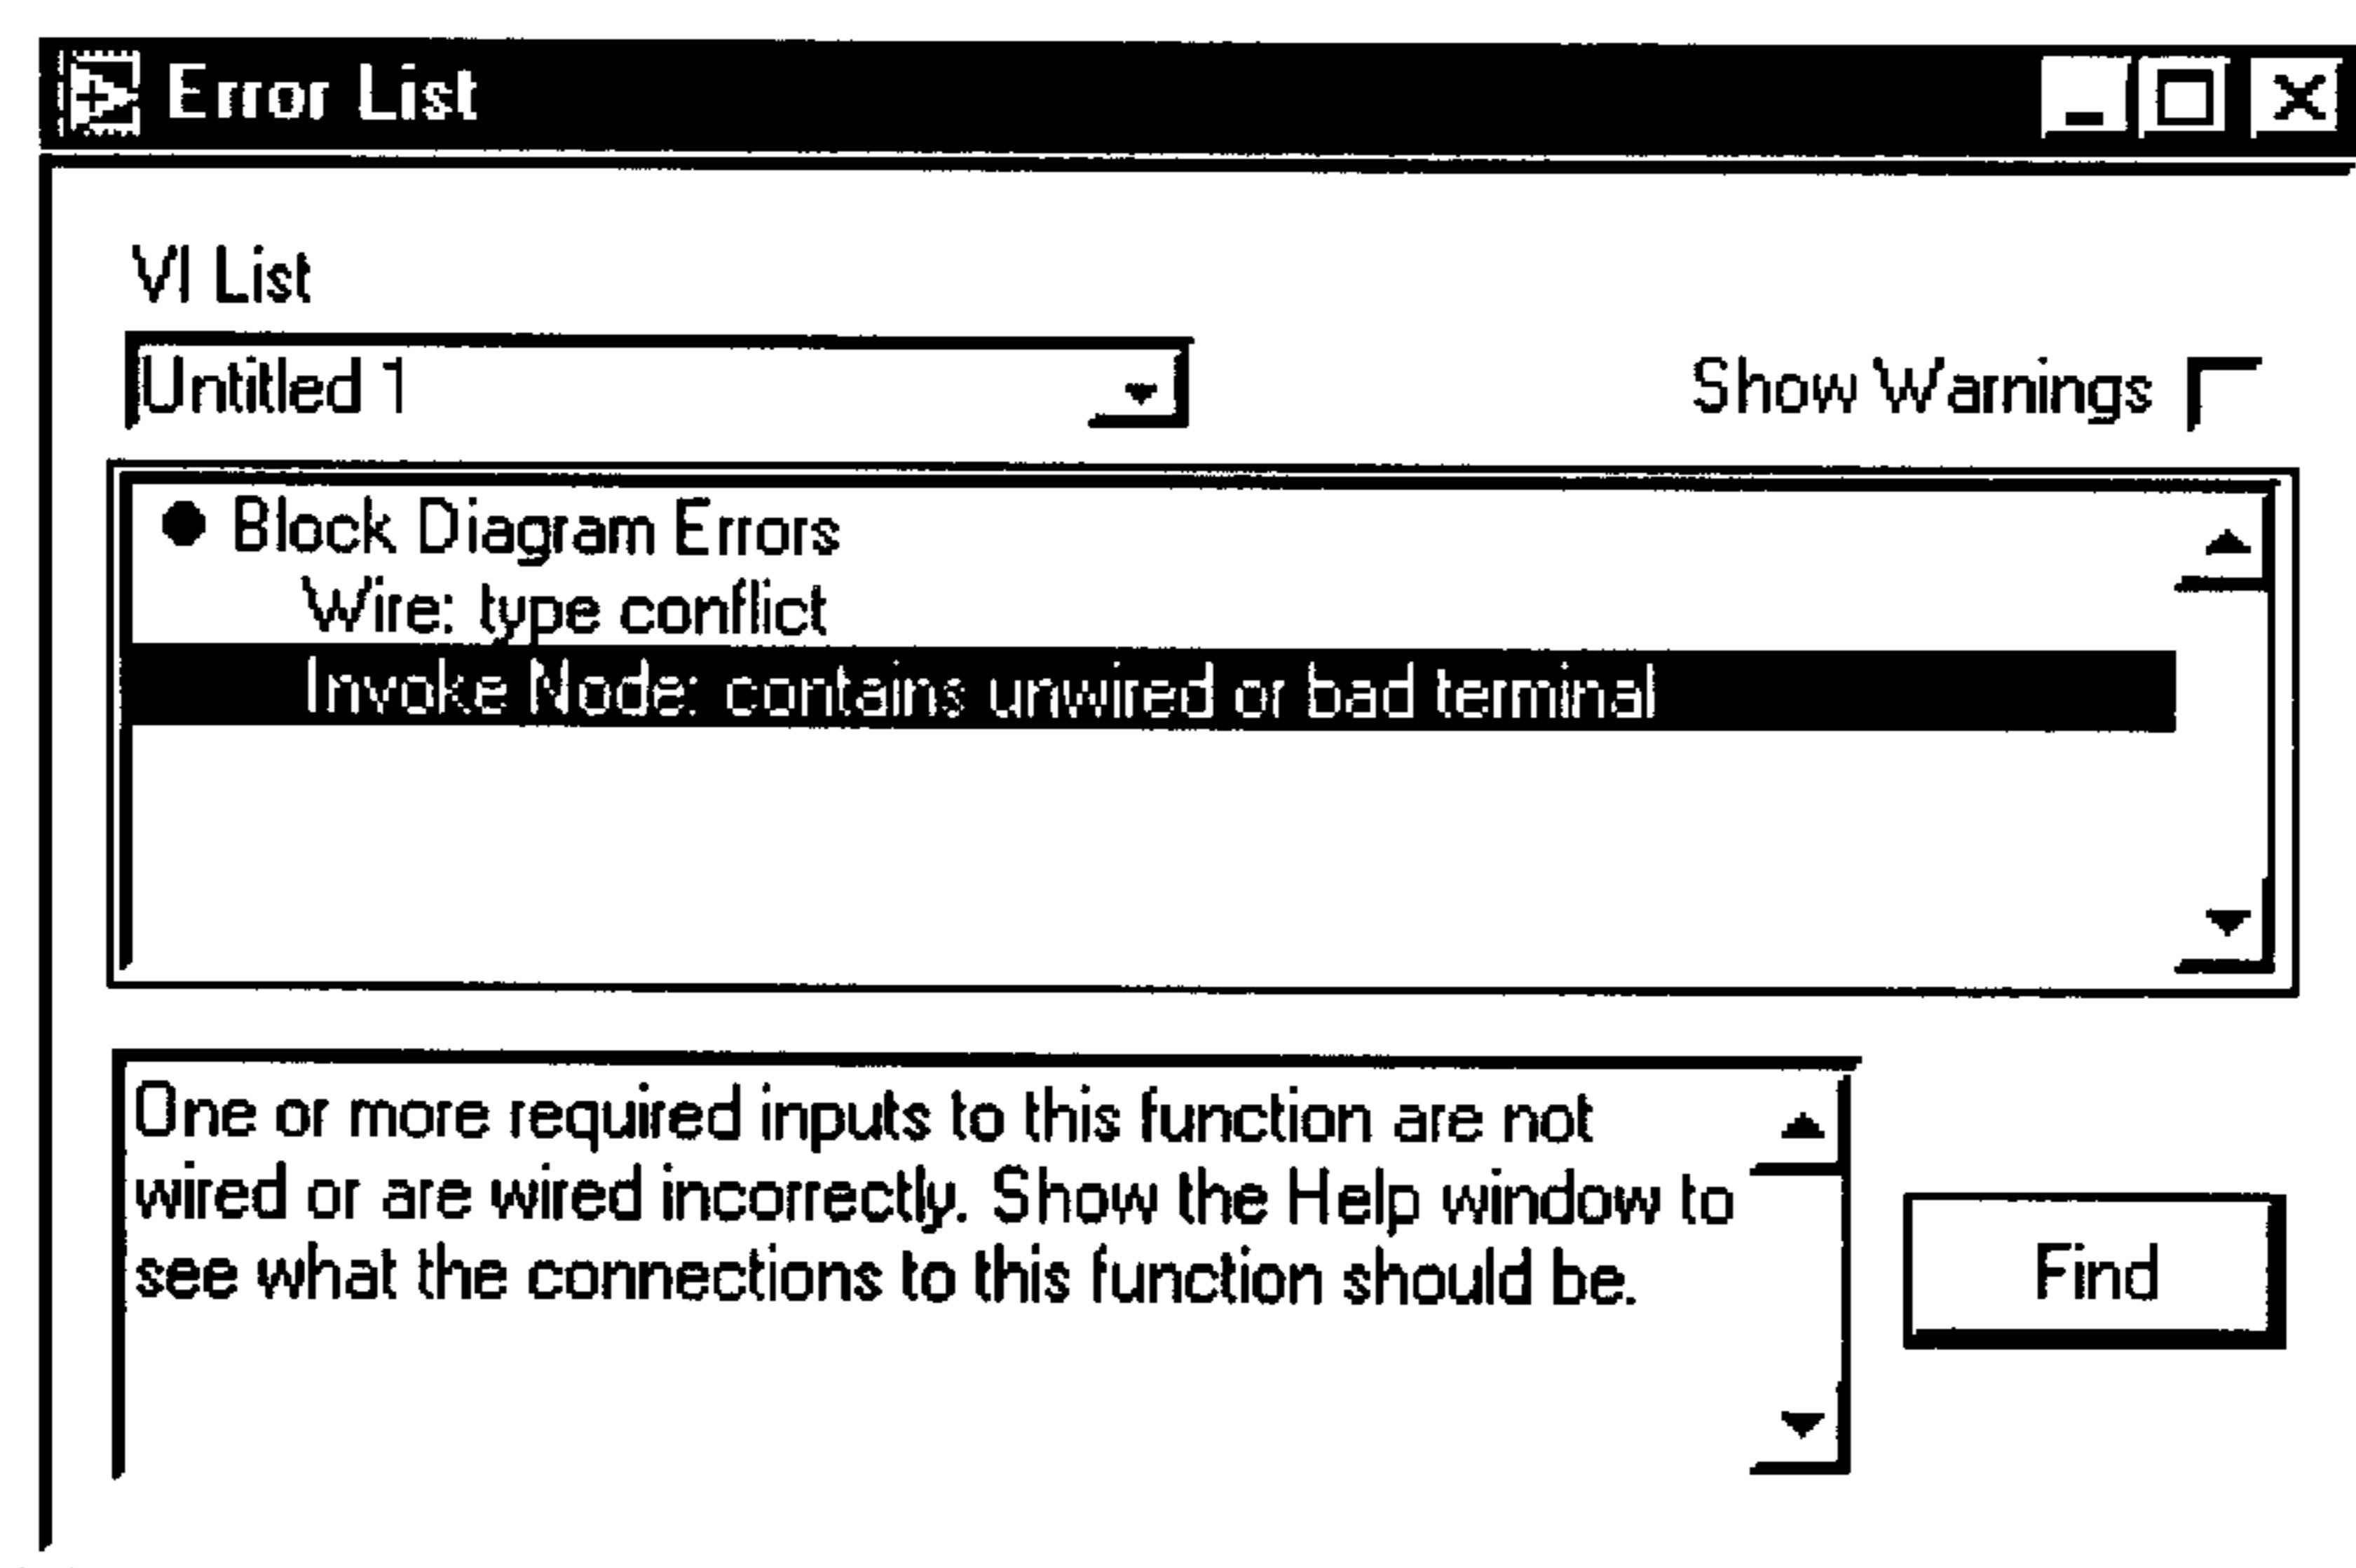 Error List
VI List
Untitled 1
Show Warnings
Block Diagram Errors
Wire: type conflict
Invoke Node: contains unwired or bad terminal
One or more required inputs to this function are not
wired or are wired incorrectly. Show the Help window to
see what the connections to this function should be.
Find